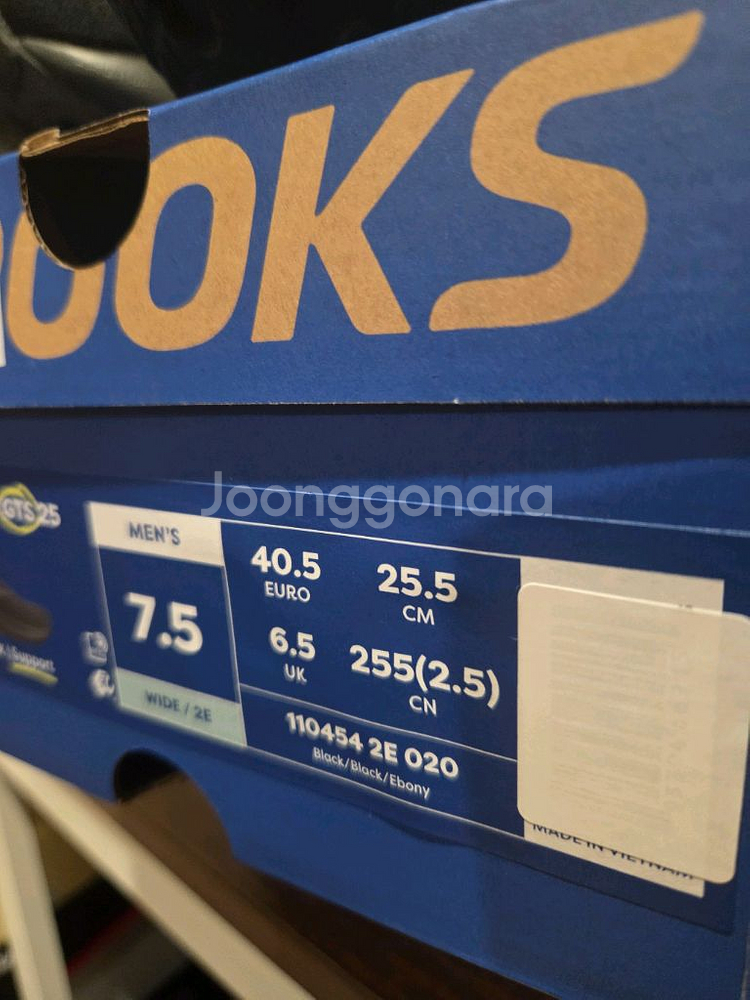 OOKS
Joonggonara
GTS 25
MEN'S
7.5
WIDE / 2E
40.5
EURO
25.5
CM
6.5
UK
255(2.5)
CN
110454 2E 020
Black/Black/Ebony
Support
MADE IN VIETNAM